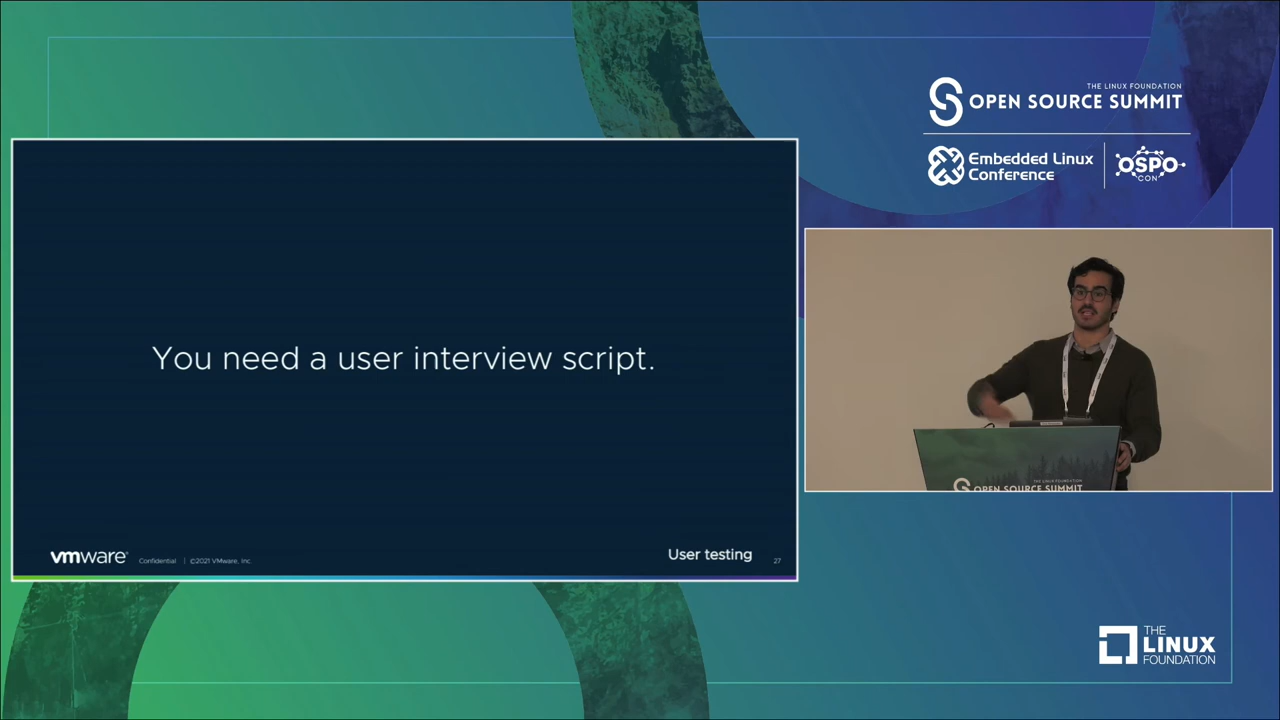 THE LINUX FOUNDATION
OPEN SOURCE SUMMIT
Embedded Linux
Conference
OSPO
CON
You need a user interview script.
vmware®
Confidential | ©2021 VMware, Inc.
User testing
27
THE LINUX FOUNDATION
OPEN SOURCE SUMMIT
THE
LINUX
FOUNDATION